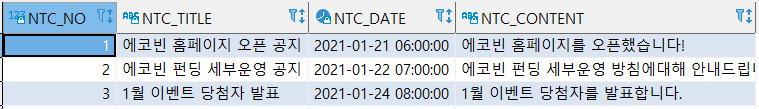 123 NTC_NO ABC NTC_TITLE NTC_DATE ABC NTC_CONTENT
1 에코빈 홈페이지 오픈 공지 2021-01-21 06:00:00 에코빈 홈페이지를 오픈했습니다!
2 에코빈 펀딩 세부운영 공지 2021-01-22 07:00:00 에코빈 펀딩 세부운영 방침에대해 안내드립니
3 1월 이벤트 당첨자 발표 2021-01-24 08:00:00 1월 이벤트 당첨자를 발표합니다.